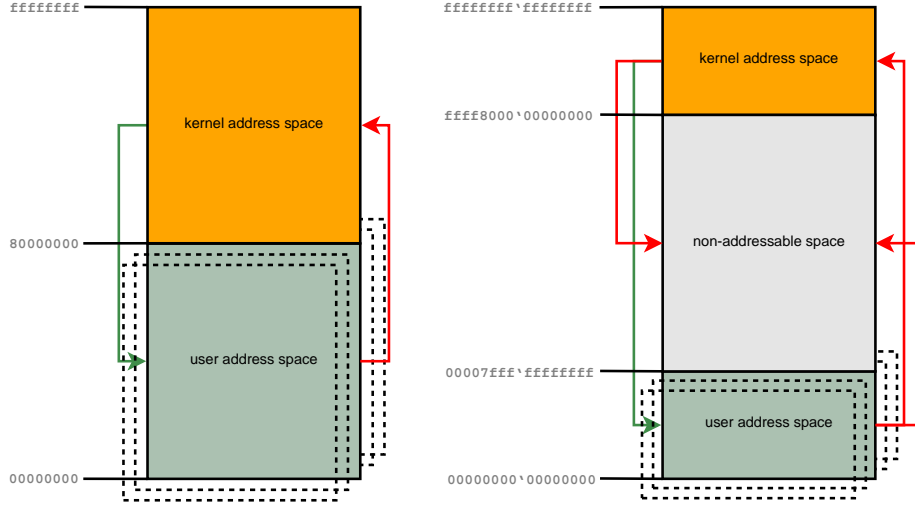 ffffffff
kernel address space
80000000
user address space
00000000
ffffffff`ffffffff
kernel address space
ffff8000`00000000
non-addressable space
00007fff`ffffffff
user address space
00000000`00000000